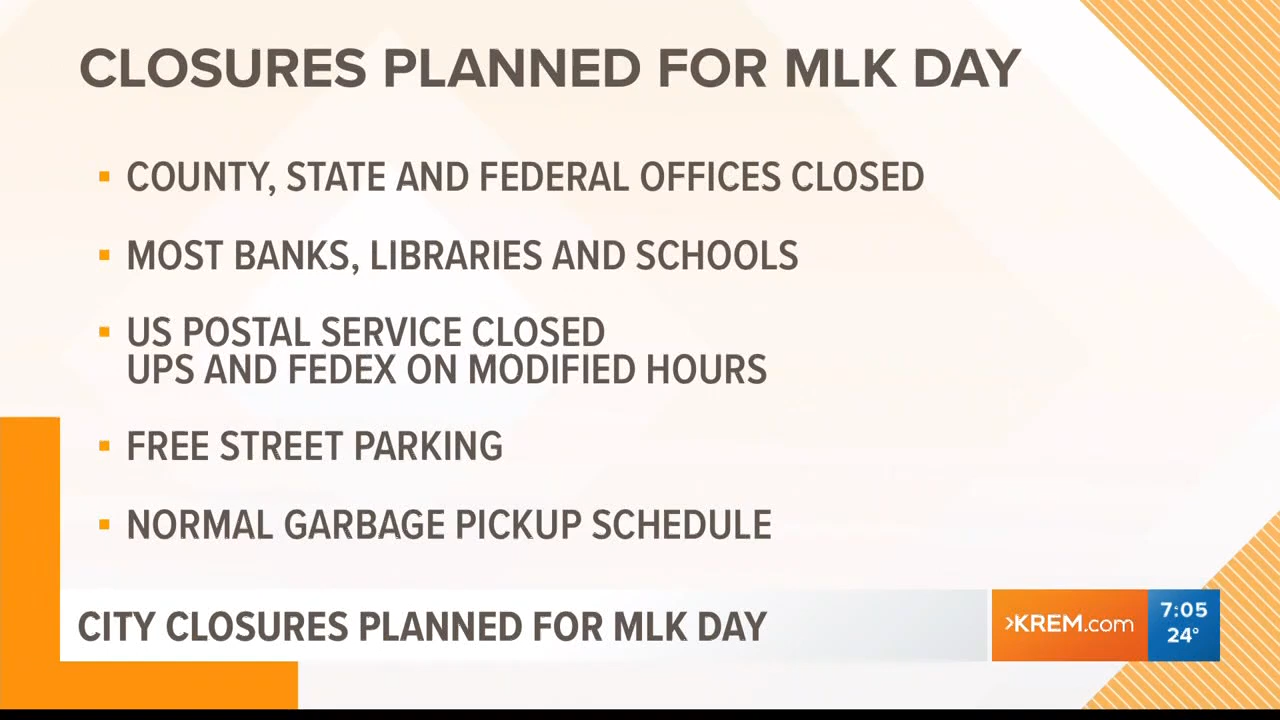 CLOSURES PLANNED FOR MLK DAY
▪ COUNTY, STATE AND FEDERAL OFFICES CLOSED
▪ MOST BANKS, LIBRARIES AND SCHOOLS
▪ US POSTAL SERVICE CLOSED
UPS AND FEDEX ON MODIFIED HOURS
▪ FREE STREET PARKING
▪ NORMAL GARBAGE PICKUP SCHEDULE
CITY CLOSURES PLANNED FOR MLK DAY
KREM.com
7:05
24°